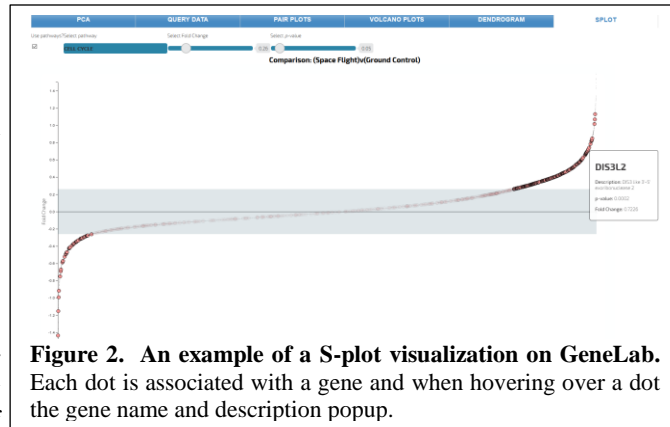 PCA QUERY DATA PAIR PLOTS VOLCANO PLOTS DENDROGRAM SPLOT
Use pathways? Select pathway Select Fold Change Select p-value
CELL CYCLE 0.26 0.05
Comparison: (Space Flight)v(Ground Control)
1.4
1.2
1.0
0.8
0.6
0.4
0.2
0.0
-0.2
-0.4
-0.6
-0.8
-1.0
-1.2
-1.4
Fold Change
DIS3L2
Description:
p-value:
Fold Change:
Figure 2. An example of a S-plot visualization on GeneLab.
Each dot is associated with a gene and when hovering over a dot
the gene name and description popup.